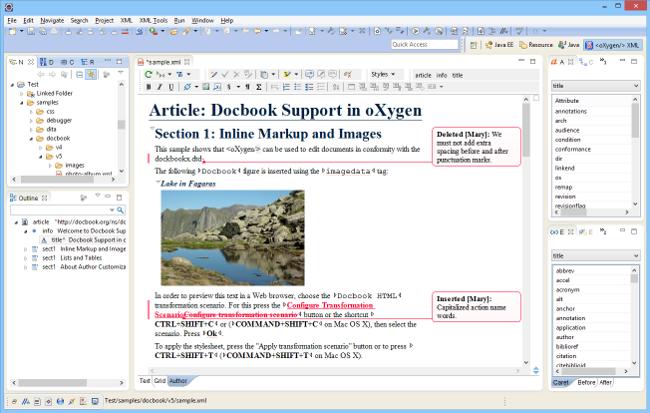 File Edit Navigate Search Project XML XML Tools Run Window Help
Quick Access
Java EE
Resource
Java
<oXygen/> XML
N
D
C
R
Test
Linked Folder
samples
css
debugger
dita
docbook
v4
v5
images
photo-album.xml
Outline
article "http://docbook.org/ns/do
info Welcome to Docbook Sup
title* Docbook Support in o
sect1 Inline Markup and Image
sect1 Lists and Tables
sect1 About Author Customiza
*sample.xml
Styles
article info title
B I U
Article: Docbook Support in oXygen
Section 1: Inline Markup and Images
This sample shows that <oXygen/> can be used to edit documents in conformity with the
dockbookx.dtd.
The following Docbook figure is inserted using the imagedata tag:
Lake in Fagaras
In order to preview this text in a Web browser, choose the Docbook HTML
transformation scenario. For this press the Configure Transformation
Scenario Configure transformation scenario button or the shortcut
CTRL+SHIFT+C or (COMMAND+SHIFT+C on Mac OS X), then select the
scenario. Press Ok.
To apply the stylesheet, press the "Apply transformation scenario" button or to press
CTRL+SHIFT+T (COMMAND+SHIFT+T on Mac OS X).
Deleted [Mary]: We
must not add extra
spacing before and after
punctuation marks.
Inserted [Mary]:
Capitalized action name
words.
Text Grid Author
A
C
title
Attribute
annotations
arch
audience
condition
conformance
dir
linkend
os
remap
revision
revisionflag
E
E
title
abbrev
accel
acronym
alt
anchor
annotation
application
author
biblioref
citation
citebiblioid
Caret Before After
Test/samples/docbook/v5/sample.xml